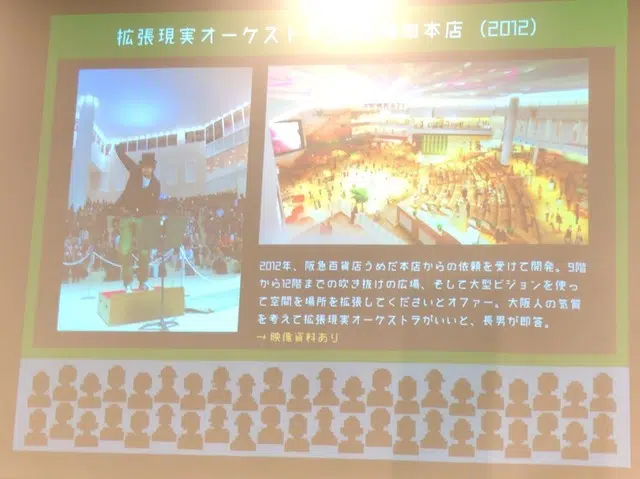 拡張現実オーケスト 本店 (2012)
2012年、阪急百貨店うめだ本店からの依頼を受けて開発。9階
から12階までの吹き抜けの広場、そして大型ビジョンを使っ
て空間を場所を拡張してくださいとオファー。大阪人の気質
を考えて拡張現実オーケストラがいいと、長男が即答。
→映像資料あり